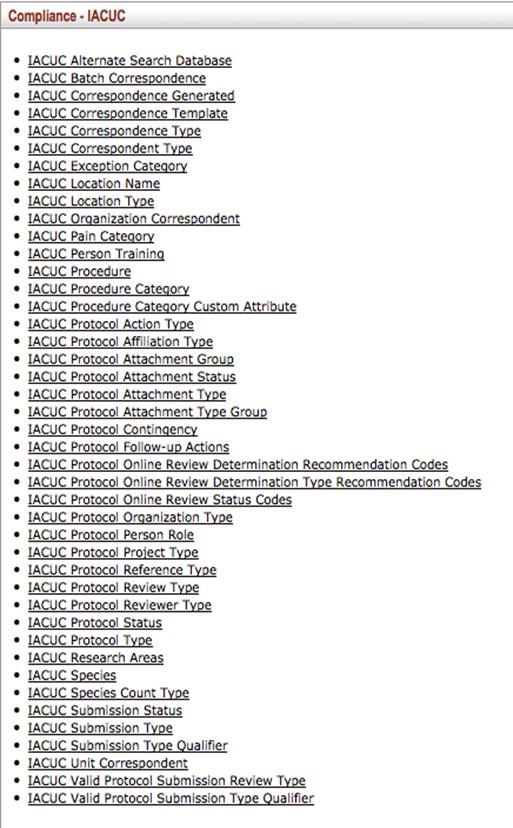 Compliance - IACUC
IACUC Alternate Search Database
IACUC Batch Correspondence
IACUC Correspondence Generated
IACUC Correspondence Template
IACUC Correspondence Type
IACUC Correspondent Type
IACUC Exception Category
IACUC Location Name
IACUC Location Type
IACUC Organization Correspondent
IACUC Pain Category
IACUC Person Training
IACUC Procedure
IACUC Procedure Category
IACUC Procedure Category Custom Attribute
IACUC Protocol Action Type
IACUC Protocol Affiliation Type
IACUC Protocol Attachment Group
IACUC Protocol Attachment Status
IACUC Protocol Attachment Type
IACUC Protocol Attachment Type Group
IACUC Protocol Contingency
IACUC Protocol Follow-up Actions
IACUC Protocol Online Review Determination Recommendation Codes
IACUC Protocol Online Review Determination Type Recommendation Codes
IACUC Protocol Online Review Status Codes
IACUC Protocol Organization Type
IACUC Protocol Person Role
IACUC Protocol Project Type
IACUC Protocol Reference Type
IACUC Protocol Review Type
IACUC Protocol Reviewer Type
IACUC Protocol Status
IACUC Protocol Type
IACUC Research Areas
IACUC Species
IACUC Species Count Type
IACUC Submission Status
IACUC Submission Type
IACUC Submission Type Qualifier
IACUC Unit Correspondent
IACUC Valid Protocol Submission Review Type
IACUC Valid Protocol Submission Type Qualifier